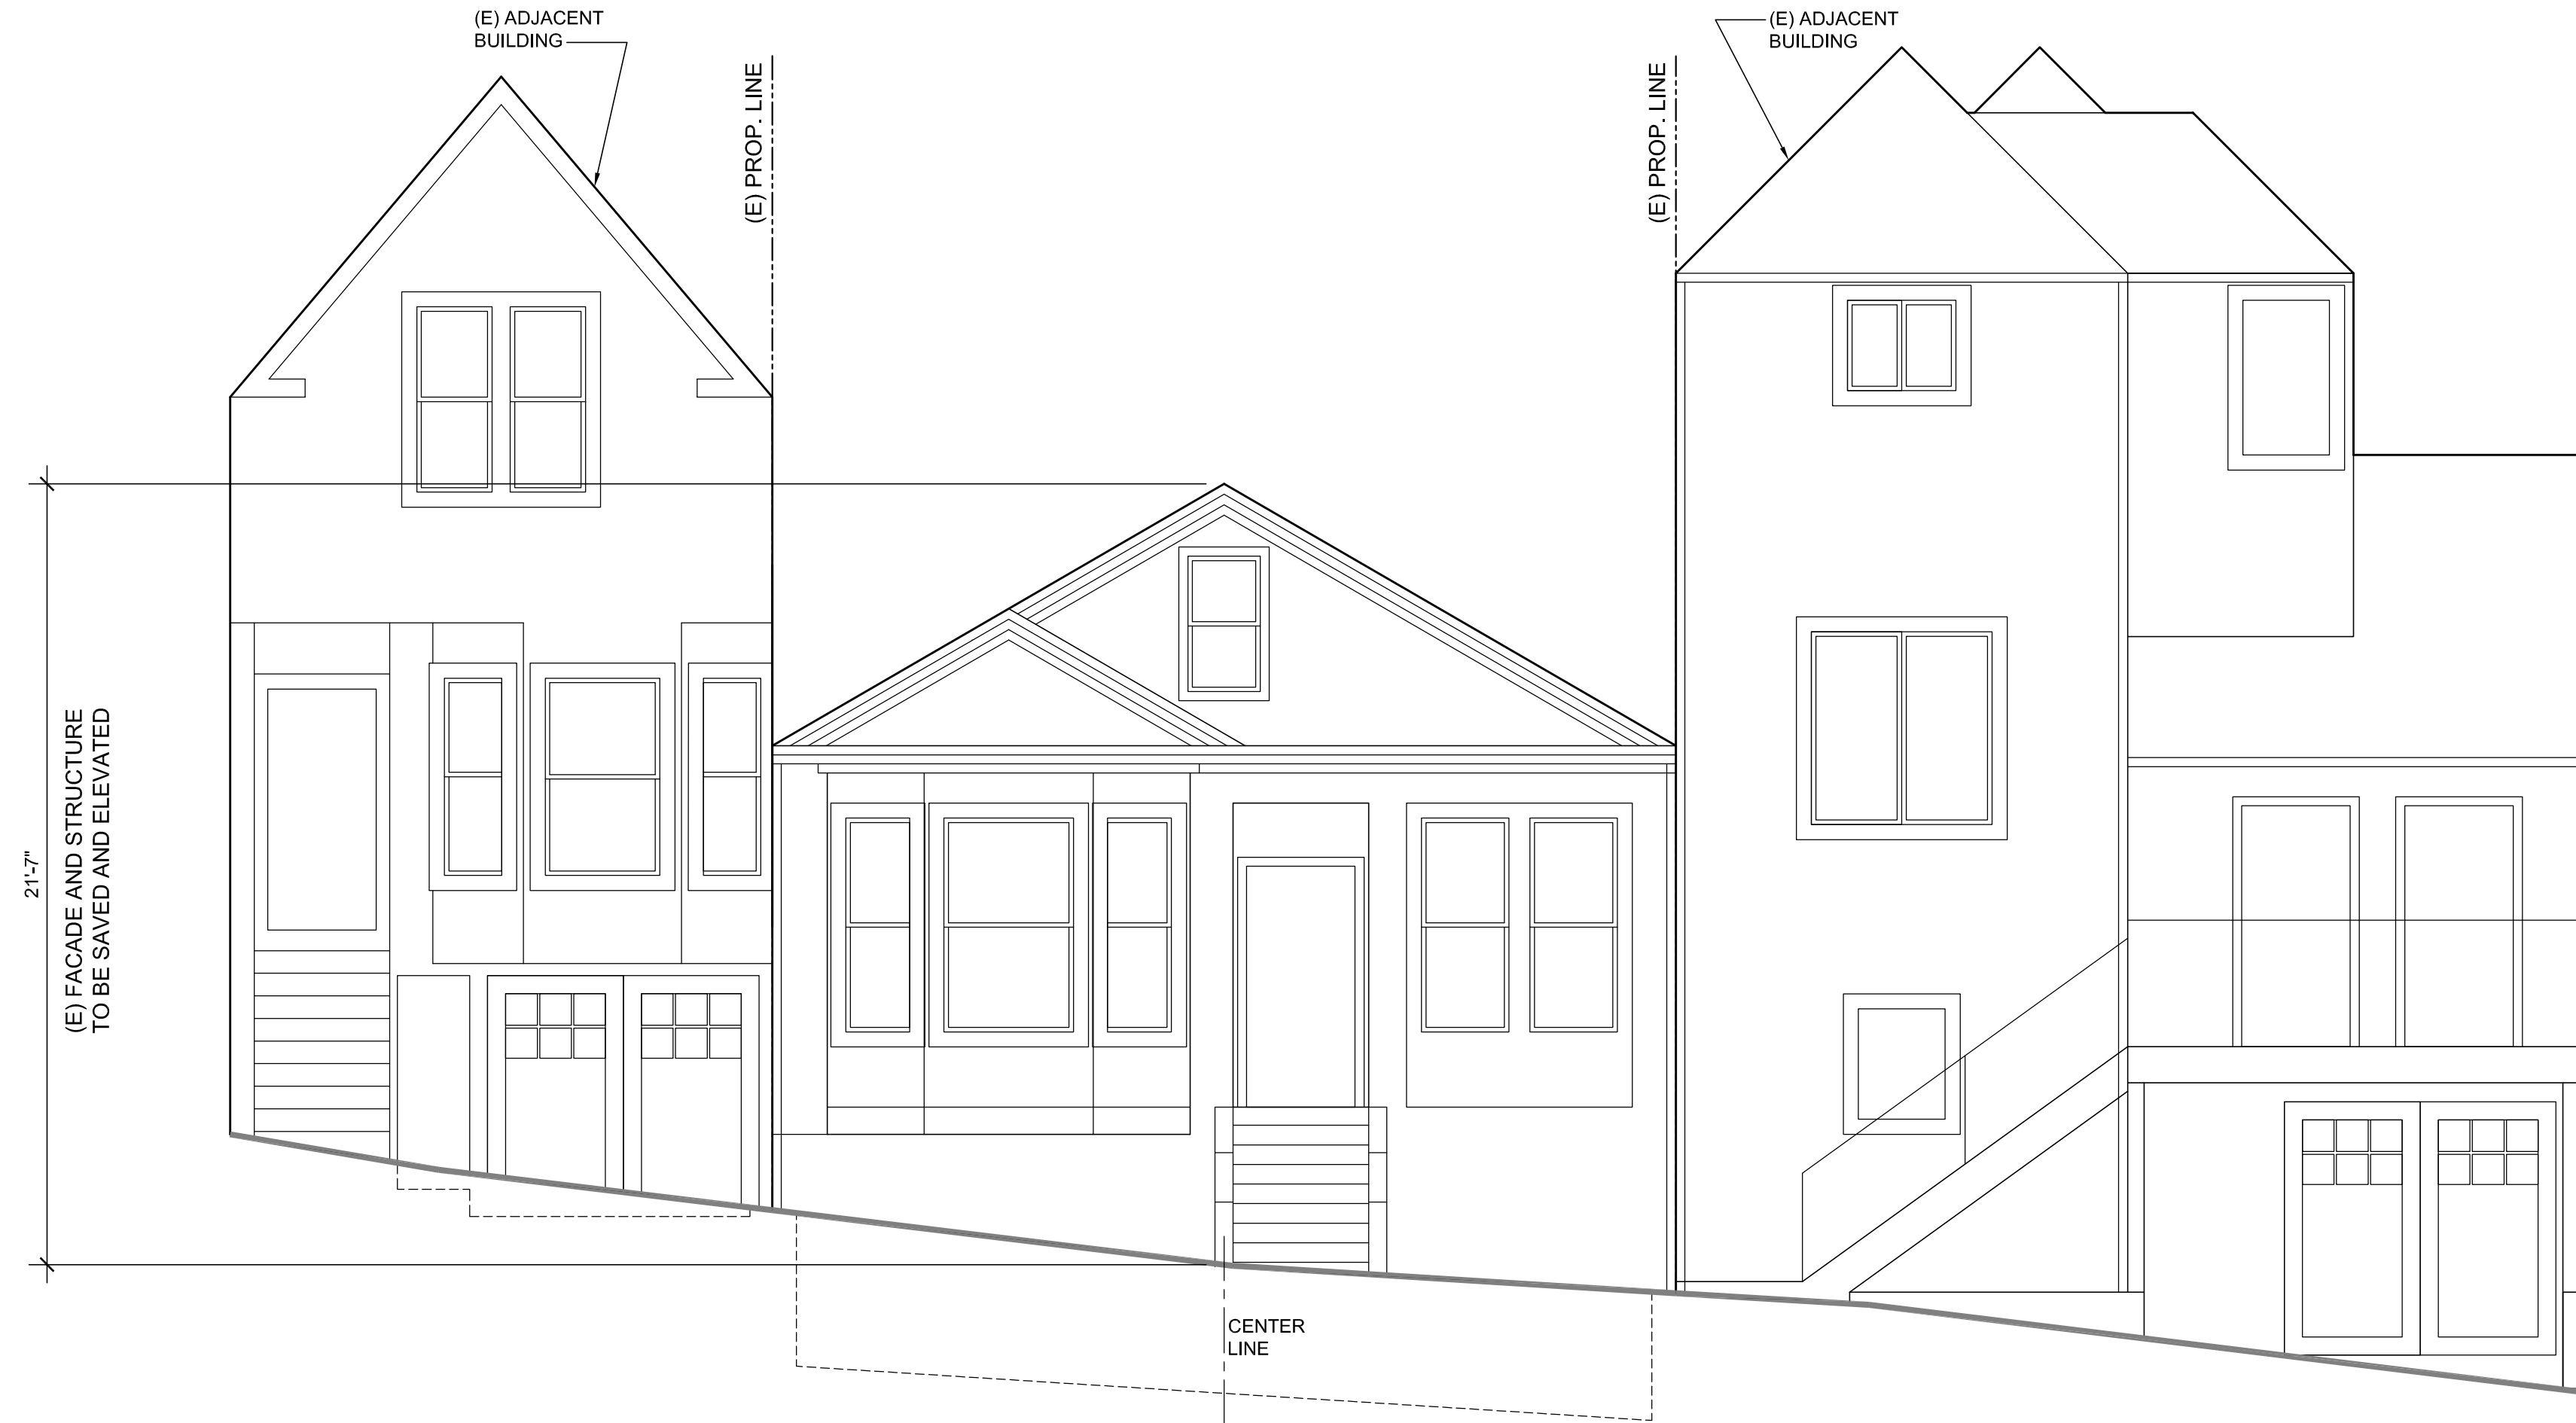 (E) ADJACENT
BUILDING
(E) PROP. LINE
(E) PROP. LINE
(E) ADJACENT
BUILDING
21'-7"
(E) FACADE AND STRUCTURE
TO BE SAVED AND ELEVATED
CENTER
LINE